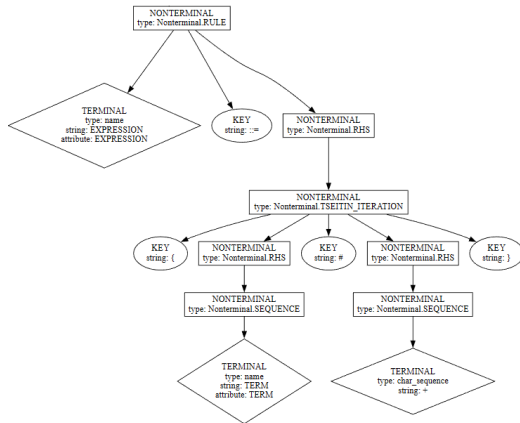 NONTERMINAL
type: Nonterminal.RULE
TERMINAL
type: name
string: EXPRESSION
attribute: EXPRESSION
KEY
string: ::=
NONTERMINAL
type: Nonterminal.RHS
NONTERMINAL
type: Nonterminal.TSEITIN_ITERATION
KEY
string: {
NONTERMINAL
type: Nonterminal.RHS
KEY
string: #
NONTERMINAL
type: Nonterminal.RHS
KEY
string: }
NONTERMINAL
type: Nonterminal.SEQUENCE
NONTERMINAL
type: Nonterminal.SEQUENCE
TERMINAL
type: name
string: TERM
attribute: TERM
TERMINAL
type: char_sequence
string: +